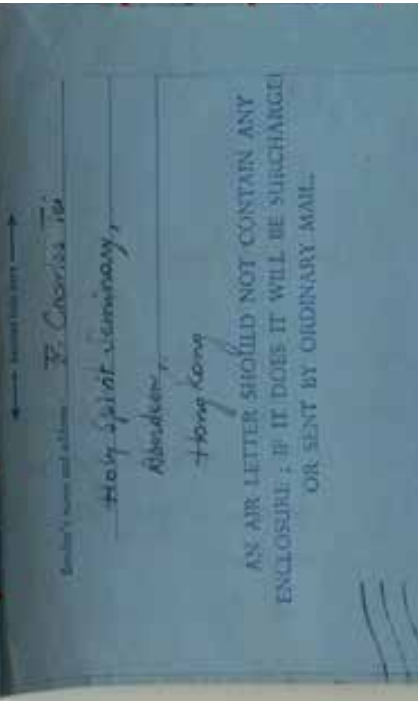 Sender's name and address
Holy Spirit Seminary,
Aberdeen,
Hong Kong
AN AIR LETTER SHOULD NOT CONTAIN ANY
ENCLOSURE ; IF IT DOES IT WILL BE SURCHARGED
OR SENT BY ORDINARY MAIL.